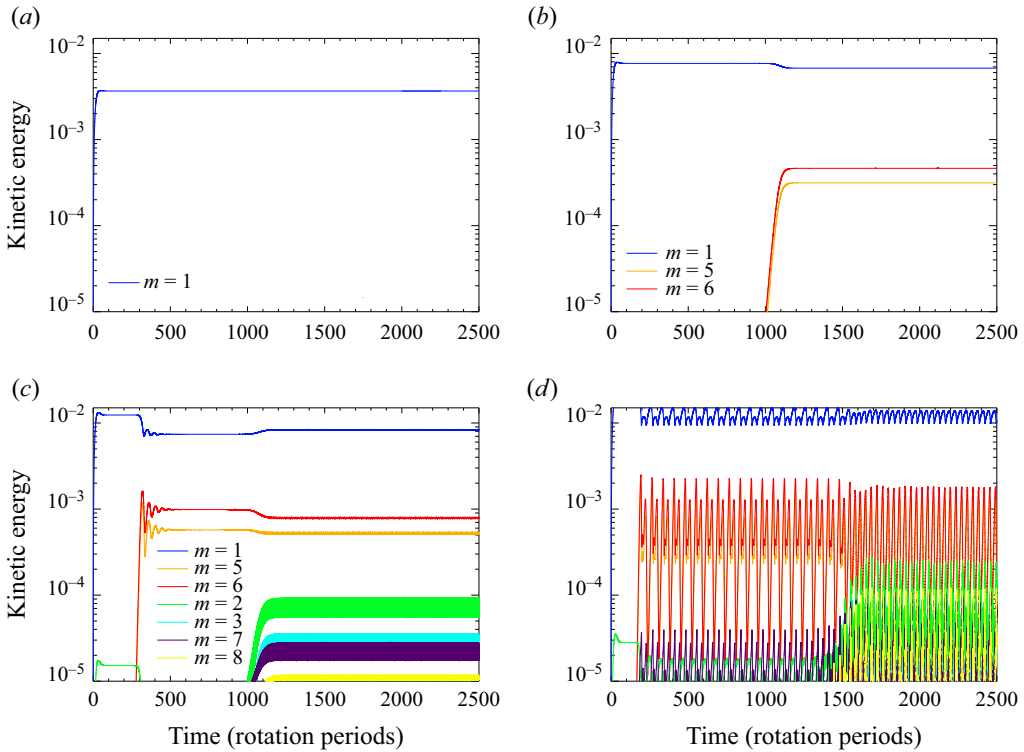 (a)
10⁻²
10⁻³
10⁻⁴
10⁻⁵
Kinetic energy
m = 1
0 500 1000 1500 2000 2500
(b)
10⁻²
10⁻³
10⁻⁴
10⁻⁵
m = 1
m = 5
m = 6
0 500 1000 1500 2000 2500
(c)
10⁻²
10⁻³
10⁻⁴
10⁻⁵
Kinetic energy
m = 1
m = 5
m = 6
m = 2
m = 3
m = 7
m = 8
0 500 1000 1500 2000 2500
Time (rotation periods)
(d)
10⁻²
10⁻³
10⁻⁴
10⁻⁵
0 500 1000 1500 2000 2500
Time (rotation periods)